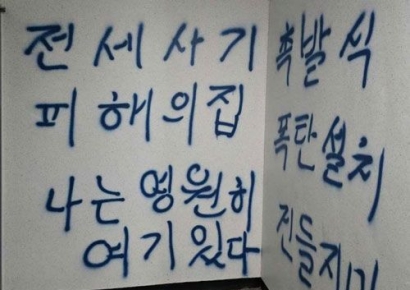 전세사기
피해의집
나는영원히
여기있다
폭발식
폭탄설치
건들지마